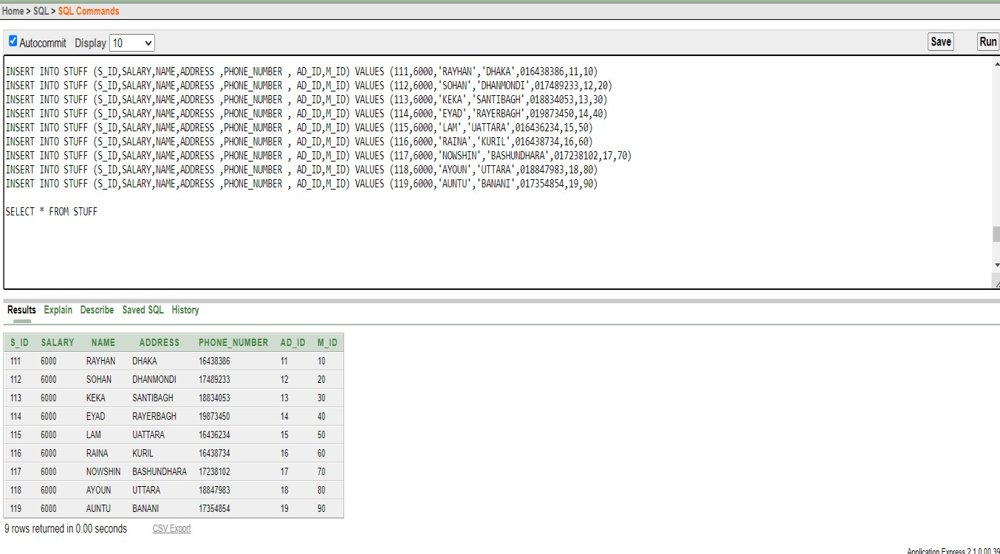 Home > SQL > SQL Commands
Autocommit Display 10 Save Run
INSERT INTO STUFF (S_ID,SALARY,NAME,ADDRESS ,PHONE_NUMBER , AD_ID,M_ID) VALUES (111,6000,'RAYHAN','DHAKA',016438386,11,10)
INSERT INTO STUFF (S_ID,SALARY,NAME,ADDRESS ,PHONE_NUMBER , AD_ID,M_ID) VALUES (112,6000,'SOHAN','DHANMONDI',017489233,12,20)
INSERT INTO STUFF (S_ID,SALARY,NAME,ADDRESS ,PHONE_NUMBER , AD_ID,M_ID) VALUES (113,6000,'KEKA','SANTIBAGH',018834053,13,30)
INSERT INTO STUFF (S_ID,SALARY,NAME,ADDRESS ,PHONE_NUMBER , AD_ID,M_ID) VALUES (114,6000,'EYAD','RAYERBAGH',019873450,14,40)
INSERT INTO STUFF (S_ID,SALARY,NAME,ADDRESS ,PHONE_NUMBER , AD_ID,M_ID) VALUES (115,6000,'LAM','UATTARA',016436234,15,50)
INSERT INTO STUFF (S_ID,SALARY,NAME,ADDRESS ,PHONE_NUMBER , AD_ID,M_ID) VALUES (116,6000,'RAINA','KURIL',016438734,16,60)
INSERT INTO STUFF (S_ID,SALARY,NAME,ADDRESS ,PHONE_NUMBER , AD_ID,M_ID) VALUES (117,6000,'NOWSHIN','BASHUNDHARA',017238102,17,70)
INSERT INTO STUFF (S_ID,SALARY,NAME,ADDRESS ,PHONE_NUMBER , AD_ID,M_ID) VALUES (118,6000,'AYOUN','UTTARA',018847983,18,80)
INSERT INTO STUFF (S_ID,SALARY,NAME,ADDRESS ,PHONE_NUMBER , AD_ID,M_ID) VALUES (119,6000,'AUNTU','BANANI',017354854,19,90)
SELECT * FROM STUFF
Results Explain Describe Saved SQL History
S_ID SALARY NAME ADDRESS PHONE_NUMBER AD_ID M_ID
111 6000 RAYHAN DHAKA 16438386 11 10
112 6000 SOHAN DHANMONDI 17489233 12 20
113 6000 KEKA SANTIBAGH 18834053 13 30
114 6000 EYAD RAYERBAGH 19873450 14 40
115 6000 LAM UATTARA 16436234 15 50
116 6000 RAINA KURIL 16438734 16 60
117 6000 NOWSHIN BASHUNDHARA 17238102 17 70
118 6000 AYOUN UTTARA 18847983 18 80
119 6000 AUNTU BANANI 17354854 19 90
9 rows returned in 0.00 seconds CSV Export
Application Express 2.1.0.00.39